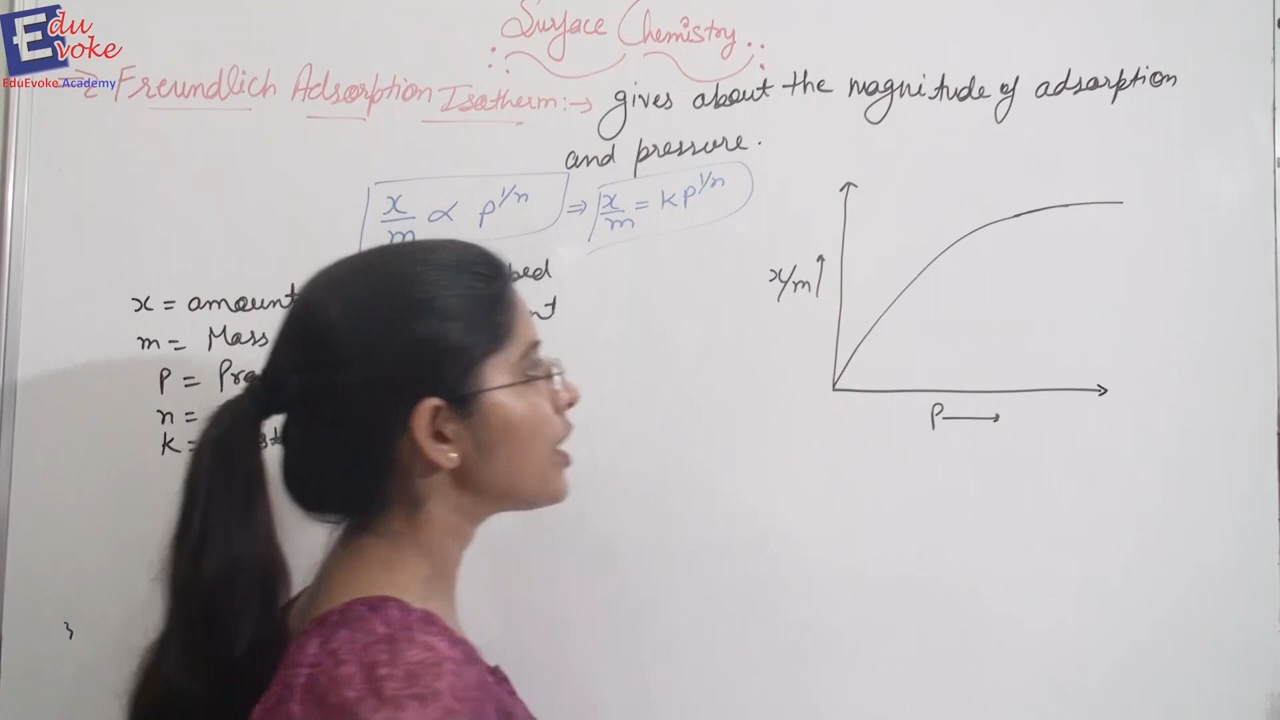 Edu
Evoke
EduEvoke Academy
Surface Chemistry
Freundlich Adsorption Isotherm:→ gives about the magnitude of adsorption
and pressure.
x/m ∝ p^1/n ⇒ x/m = kp^1/n
x = amount
m = Mass
p =
n =
k =
x/m
P